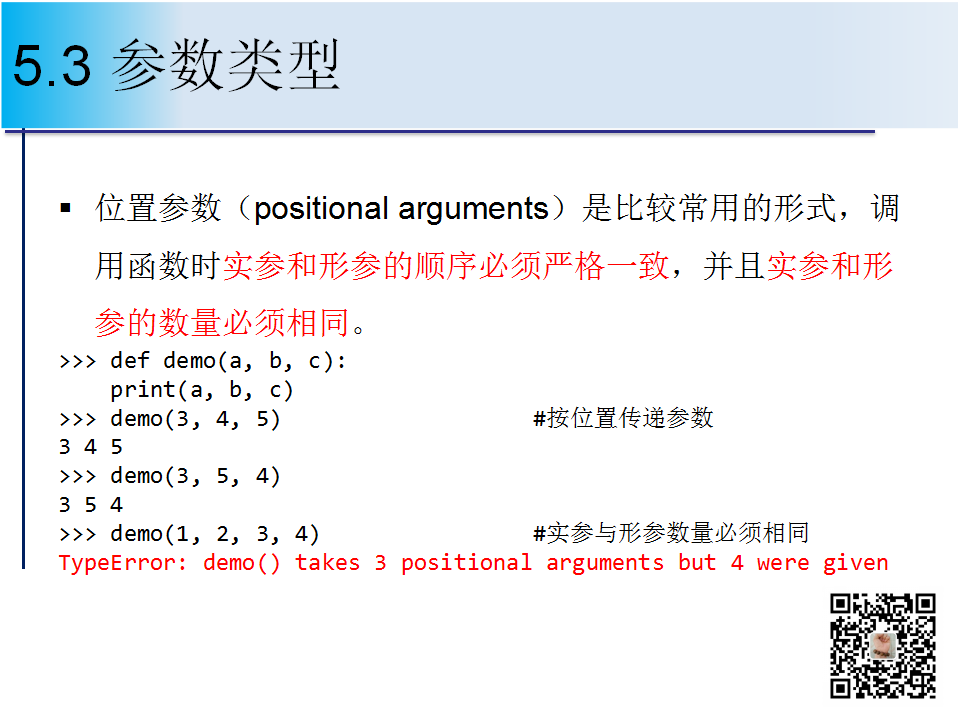 5.3 参数类型
▪ 位置参数（positional arguments）是比较常用的形式，调
用函数时实参和形参的顺序必须严格一致，并且实参和形
参的数量必须相同。
>>> def demo(a, b, c):
    print(a, b, c)
>>> demo(3, 4, 5)                   #按位置传递参数
3 4 5
>>> demo(3, 5, 4)
3 5 4
>>> demo(1, 2, 3, 4)                #实参与形参数量必须相同
TypeError: demo() takes 3 positional arguments but 4 were given